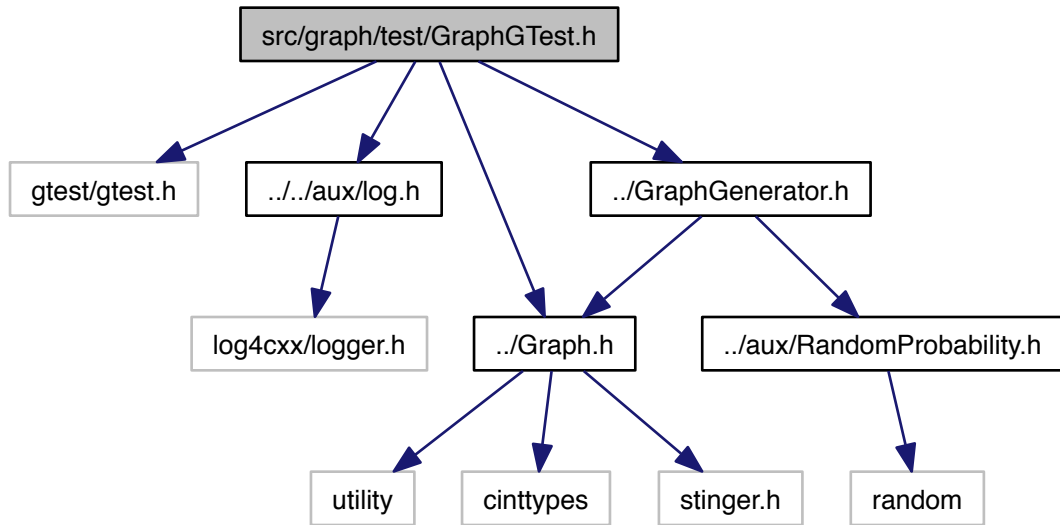 src/graph/test/GraphGTest.h
gtest/gtest.h
../../aux/log.h
../GraphGenerator.h
log4cxx/logger.h
../Graph.h
../aux/RandomProbability.h
utility
cinttypes
stinger.h
random